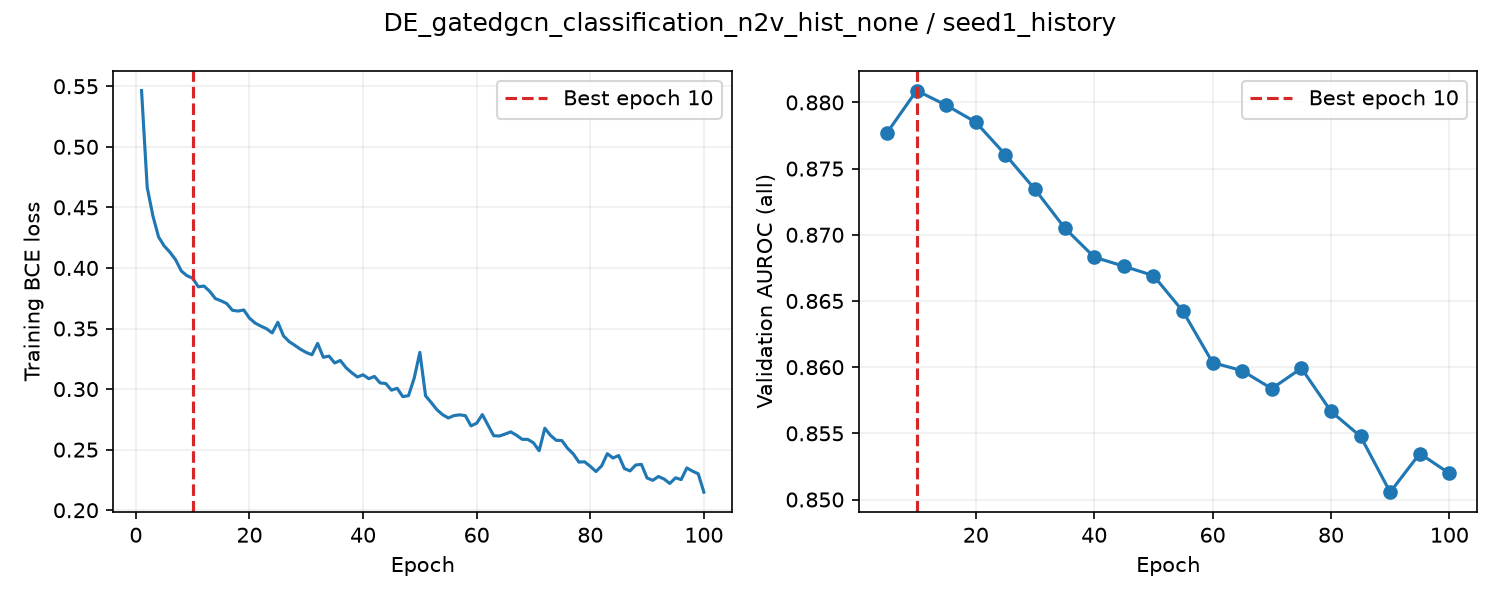 DE_gatedgcn_classification_n2v_hist_none / seed1_history
Training BCE loss
0.55
0.50
0.45
0.40
0.35
0.30
0.25
0.20
0 20 40 60 80 100
Epoch
Best epoch 10
Validation AUROC (all)
0.880
0.875
0.870
0.865
0.860
0.855
0.850
20 40 60 80 100
Epoch
Best epoch 10